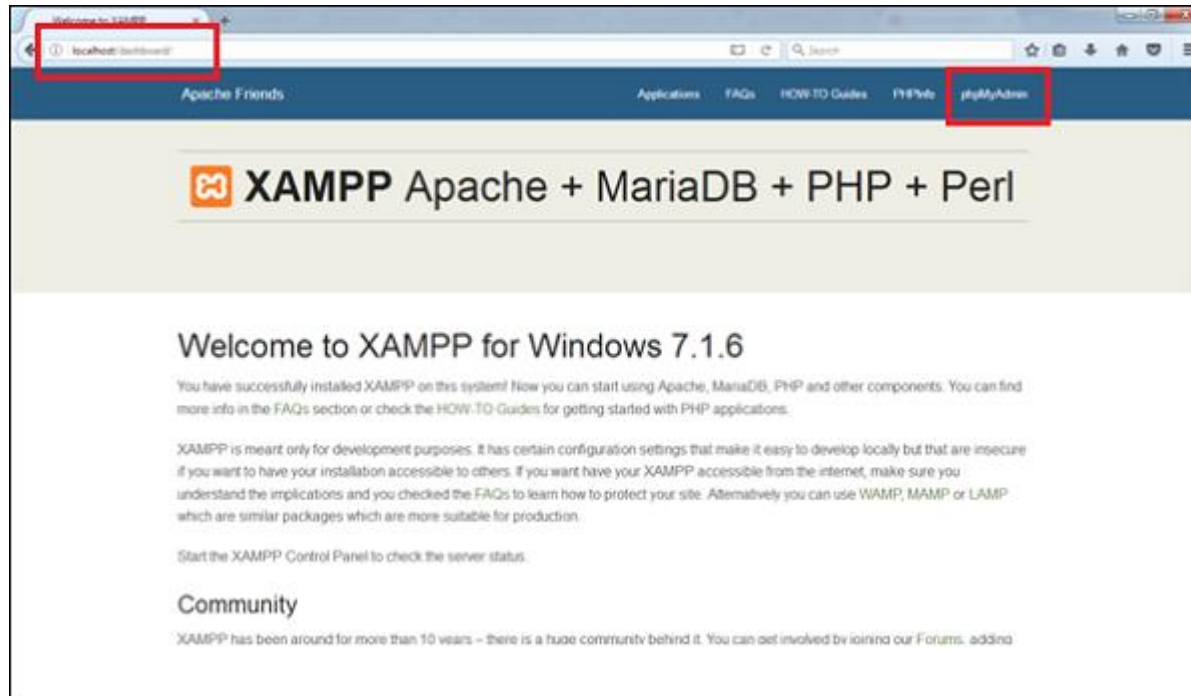 Welcome to XAMPP
localhost/dashboard/
Search
Apache Friends
Applications
FAQs
HOW-TO Guides
PHPInfo
phpMyAdmin
XAMPP Apache + MariaDB + PHP + Perl
Welcome to XAMPP for Windows 7.1.6
You have successfully installed XAMPP on this system! Now you can start using Apache, MariaDB, PHP and other components. You can find
more info in the FAQs section or check the HOW-TO Guides for getting started with PHP applications.
XAMPP is meant only for development purposes. It has certain configuration settings that make it easy to develop locally but that are insecure
if you want to have your installation accessible to others. If you want have your XAMPP accessible from the internet, make sure you
understand the implications and you checked the FAQs to learn how to protect your site. Alternatively you can use WAMP, MAMP or LAMP
which are similar packages which are more suitable for production.
Start the XAMPP Control Panel to check the server status.
Community
XAMPP has been around for more than 10 years – there is a huge community behind it. You can get involved by joining our Forums, adding